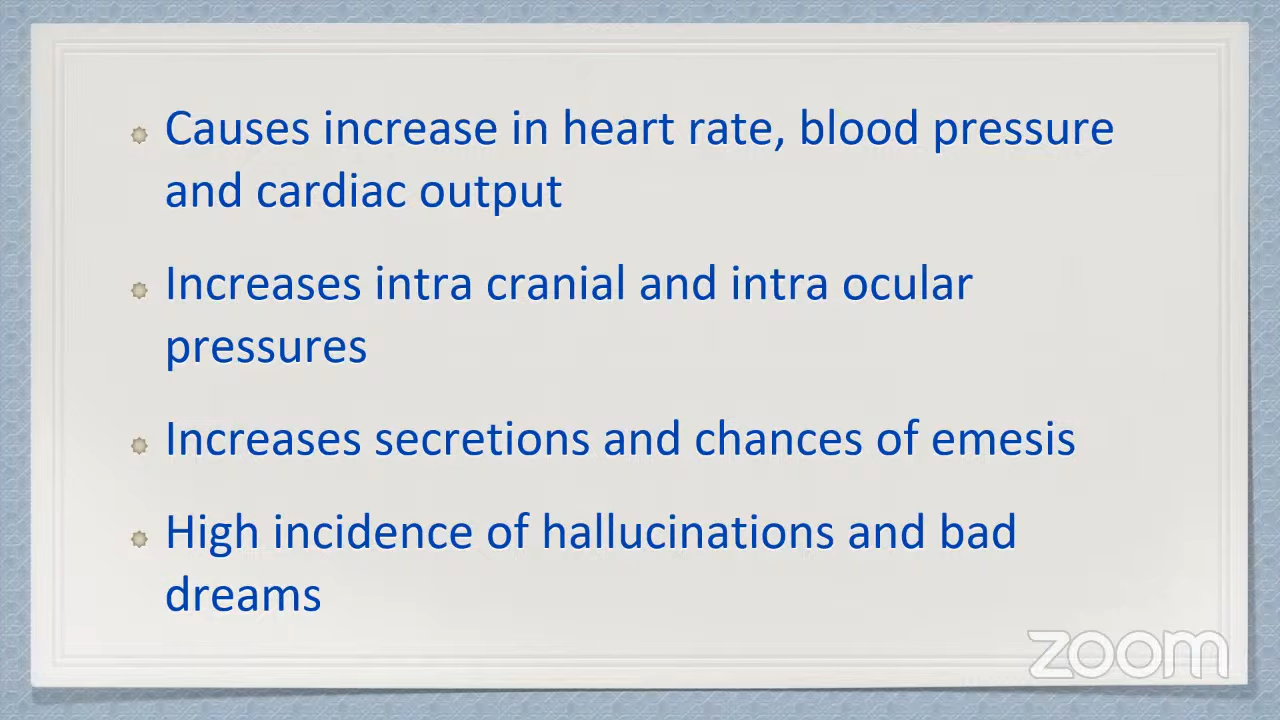 Causes increase in heart rate, blood pressure
and cardiac output
Increases intra cranial and intra ocular
pressures
Increases secretions and chances of emesis
High incidence of hallucinations and bad
dreams
zoom